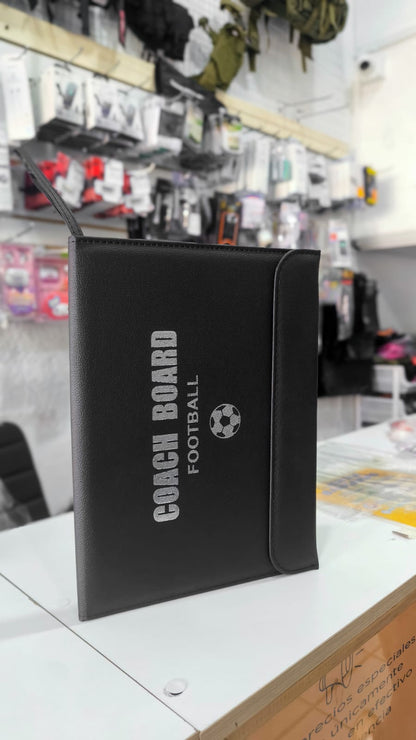 COACH BOARD
FOOTBALL
precios especiales
únicamente
en efectivo